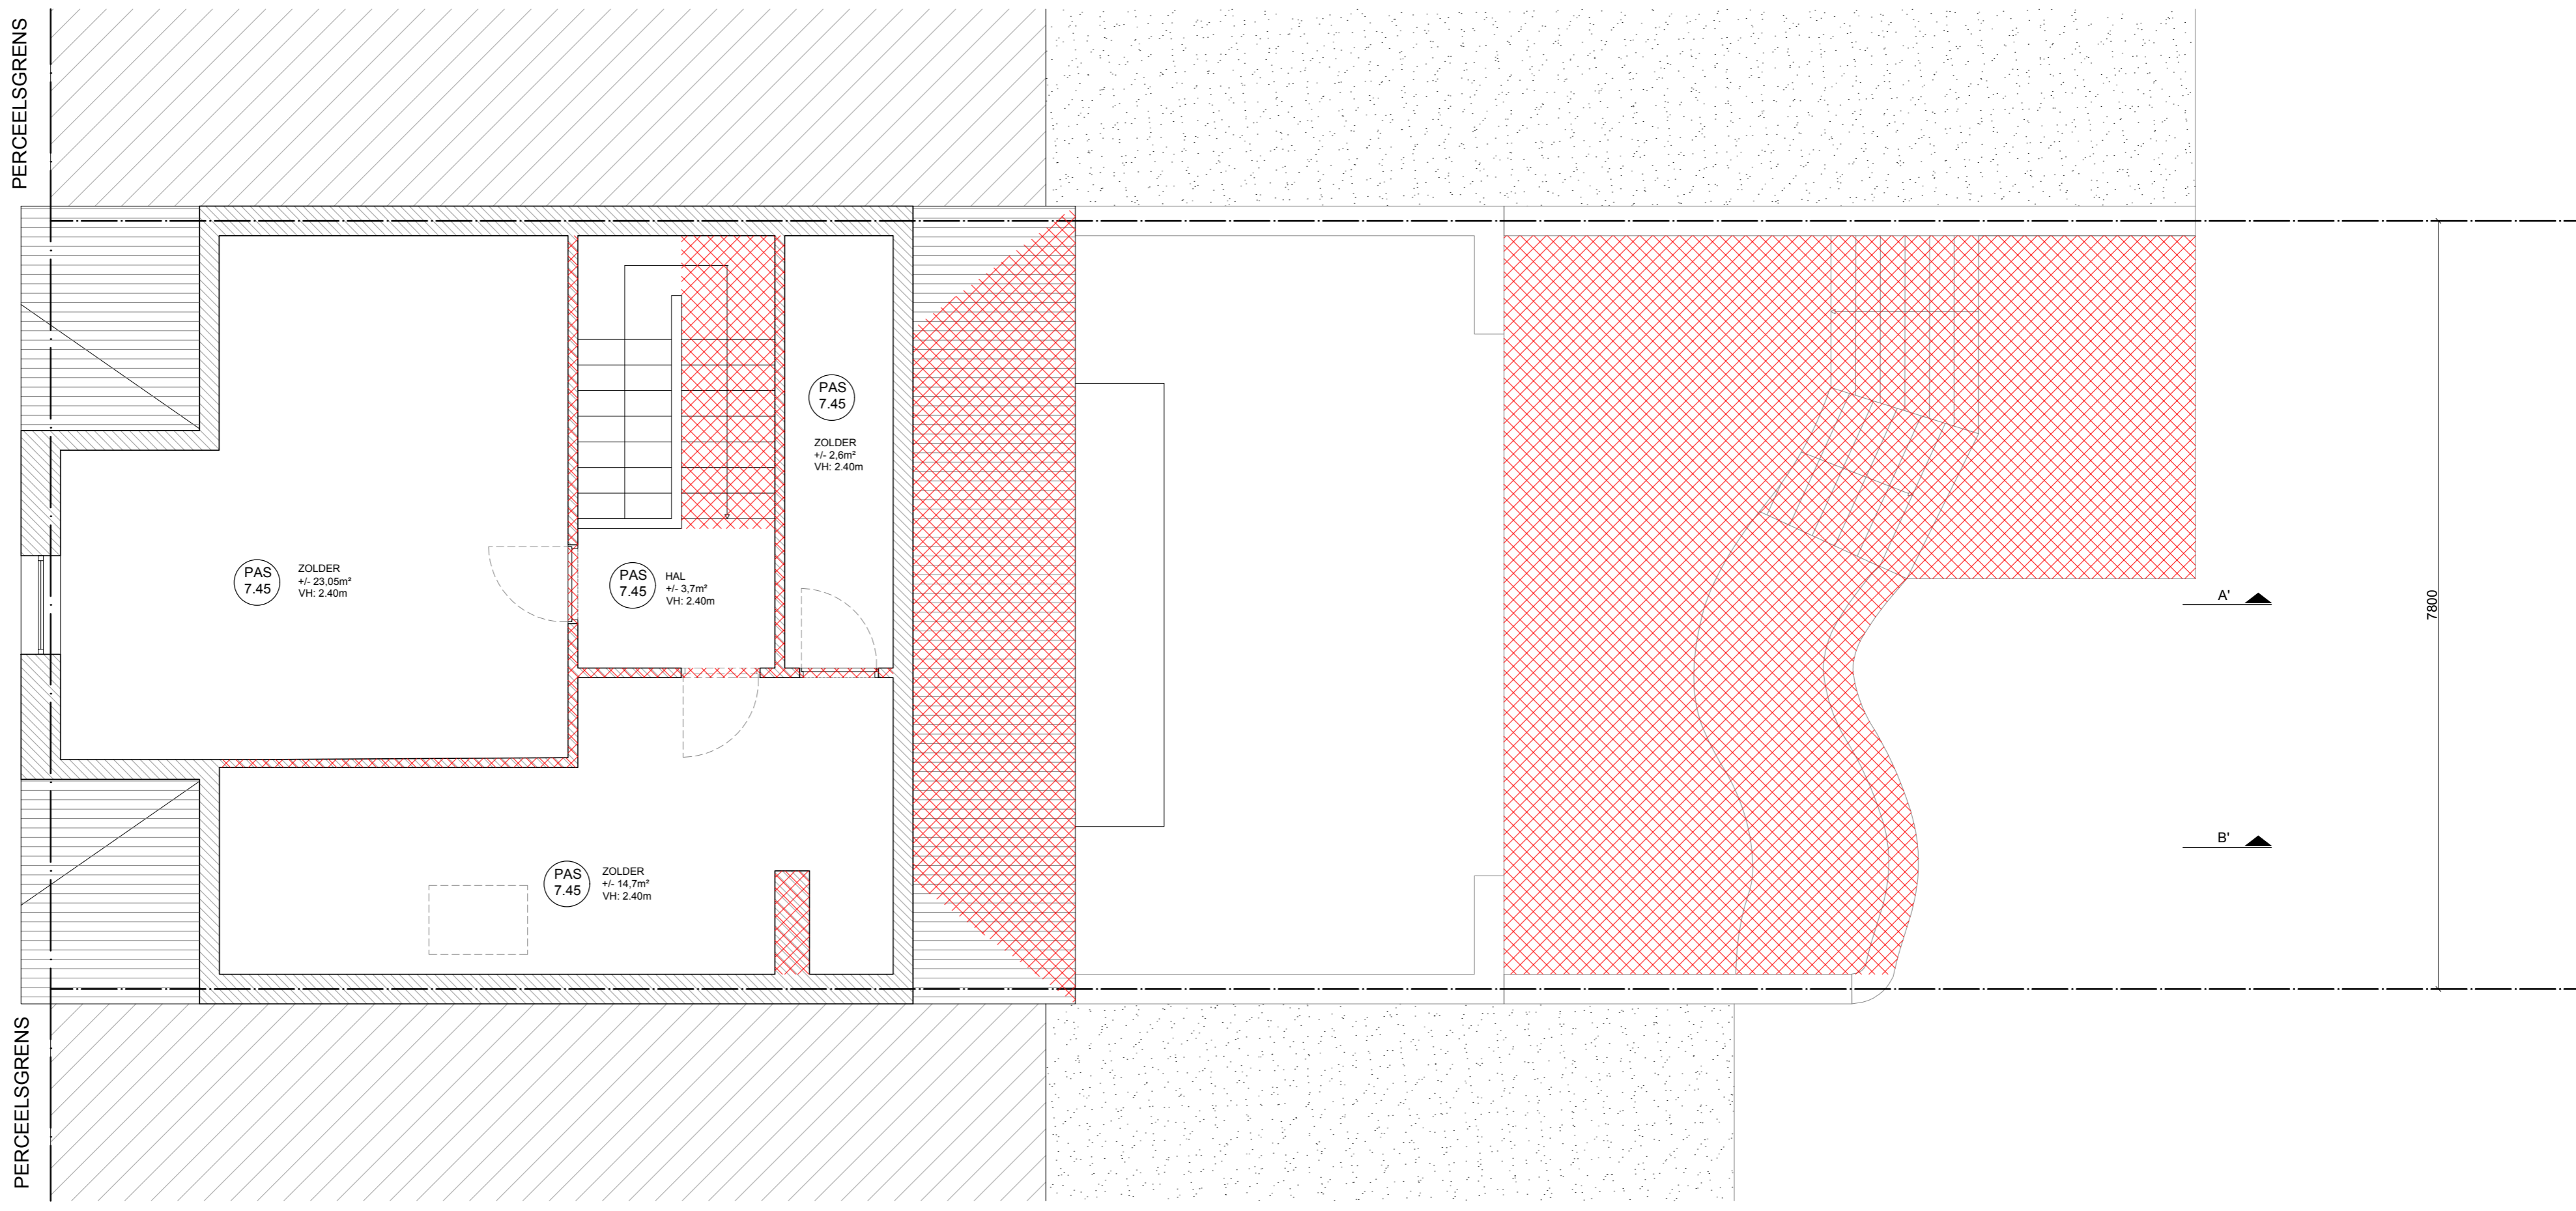 PERCEELSGRENS
PAS
7.45
ZOLDER
+/- 2,6m²
VH: 2.40m
PAS
7.45
ZOLDER
+/- 23,05m²
VH: 2.40m
PAS
7.45
HAL
+/- 3,7m²
VH: 2.40m
A'
7800
B'
PAS
7.45
ZOLDER
+/- 14,7m²
VH: 2.40m
PERCEELSGRENS